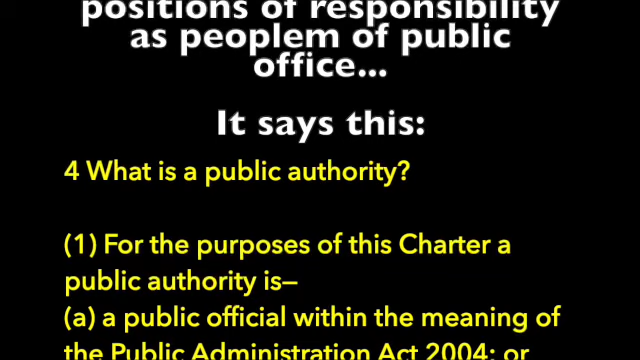 positions of responsibility
as peoplem of public
office...
It says this:
4 What is a public authority?
(1) For the purposes of this Charter a
public authority is—
(a) a public official within the meaning of
the Public Administration Act 2004; or